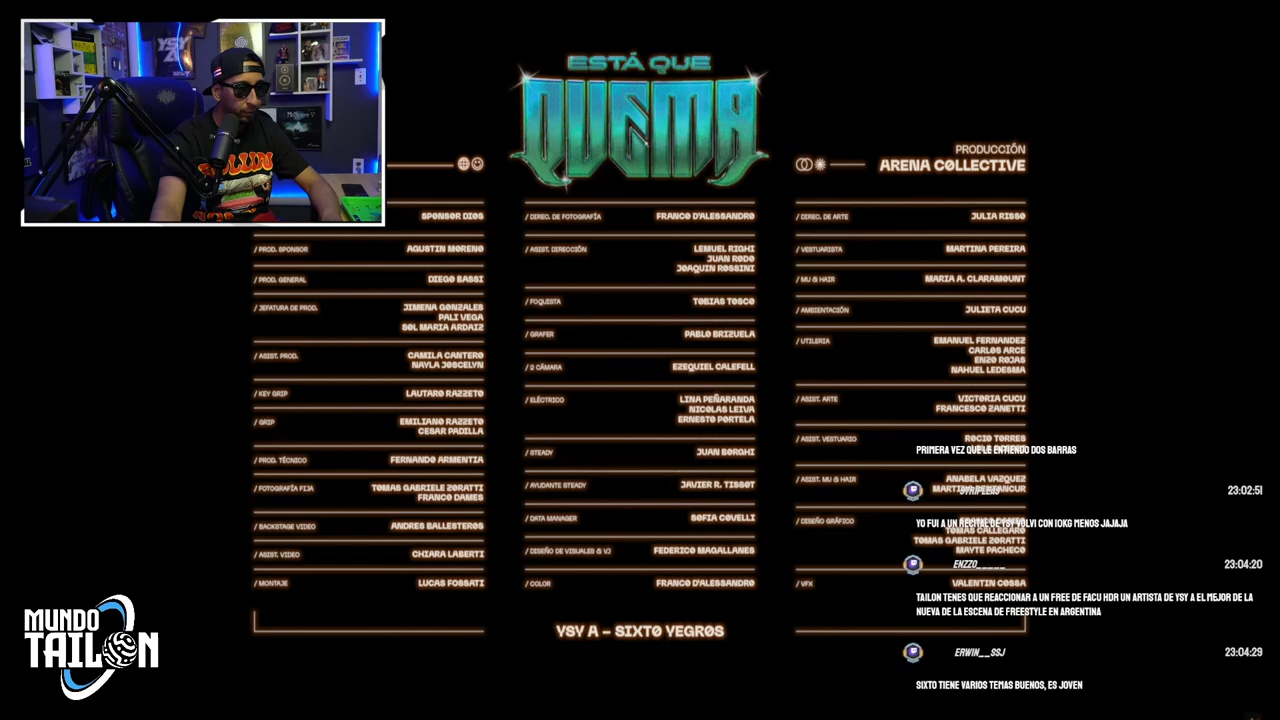 YSY
A
ESTÁ QUE
QUEMA
PRODUCCIÓN
ARENA COLLECTIVE
SPONSOR DIOS
/ PROD. SPONSOR AGUSTIN MORENO
/ PROD. GENERAL DIEGO BASSI
/ JEFATURA DE PROD. JIMENA GONZALES
PALI VEGA
SOL MARIA ARDAIZ
/ ASIST. PROD. CAMILA CANTERO
NAYLA JOSCELYN
/ KEY GRIP LAUTARO RAZZETO
/ GRIP EMILIANO RAZZETO
CESAR PADILLA
/ PROD. TÉCNICO FERNANDO ARMENTIA
/ FOTOGRAFÍA FIJA TOMAS GABRIELE ZORATTI
FRANCO DAMES
/ BACKSTAGE VIDEO ANDRES BALLESTEROS
/ ASIST. VIDEO CHIARA LABERTI
/ MONTAJE LUCAS FOSSATI
/ DIREC. DE FOTOGRAFÍA FRANCO D'ALESSANDRO
/ ASIST. DIRECCIÓN LEMUEL RIGHI
JUAN RODO
JOAQUIN ROSSINI
/ FOQUISTA TOBIAS TOSCO
/ GRAFER PABLO BRIZUELA
/ 2 CÁMARA EZEQUIEL CALEFELL
/ ELÉCTRICO LINA PEÑARANDA
NICOLAS LEIVA
ERNESTO PORTELA
/ STEADY JUAN BORGHI
/ AYUDANTE STEADY JAVIER R. TISSOT
/ DATA MANAGER SOFIA COVELLI
/ DISEÑO DE VISUALES & VJ FEDERICO MAGALLANES
/ COLOR FRANCO D'ALESSANDRO
/ DIREC. DE ARTE JULIA RISSO
/ VESTUARISTA MARTINA PEREIRA
/ MU & HAIR MARIA A. CLARAMOUNT
/ AMBIENTACIÓN JULIETA CUCU
/ UTILERIA EMANUEL FERNANDEZ
CARLOS ARCE
ENZO ROJAS
NAHUEL LEDESMA
/ ASIST. ARTE VICTORIA CUCU
FRANCESCO ZANETTI
/ ASIST. VESTUARIO ROCIO TORRES
/ ASIST. MU & HAIR ANABELA VAZQUEZ
/ DISEÑO GRÁFICO
TOMAS CALLEGARO
TOMAS GABRIELE ZORATTI
MAYTE PACHECO
/ VFX VALENTIN COSSA
YSY A - SIXTO YEGROS
PRIMERA VEZ QUE LE ENTIENDO DOS BARRAS
23:02:51
YO FUI A UN RECITAL DE YSY VOLVI CON 10KG MENOS JAJAJA
ENZZO_____ 23:04:20
TAILON TENES QUE REACCIONAR A UN FREE DE FACU HDR UN ARTISTA DE YSY A EL MEJOR DE LA
NUEVA DE LA ESCENA DE FREESTYLE EN ARGENTINA
ERWIN__SSJ 23:04:29
SIXTO TIENE VARIOS TEMAS BUENOS, ES JOVEN
MUNDO
TAILON